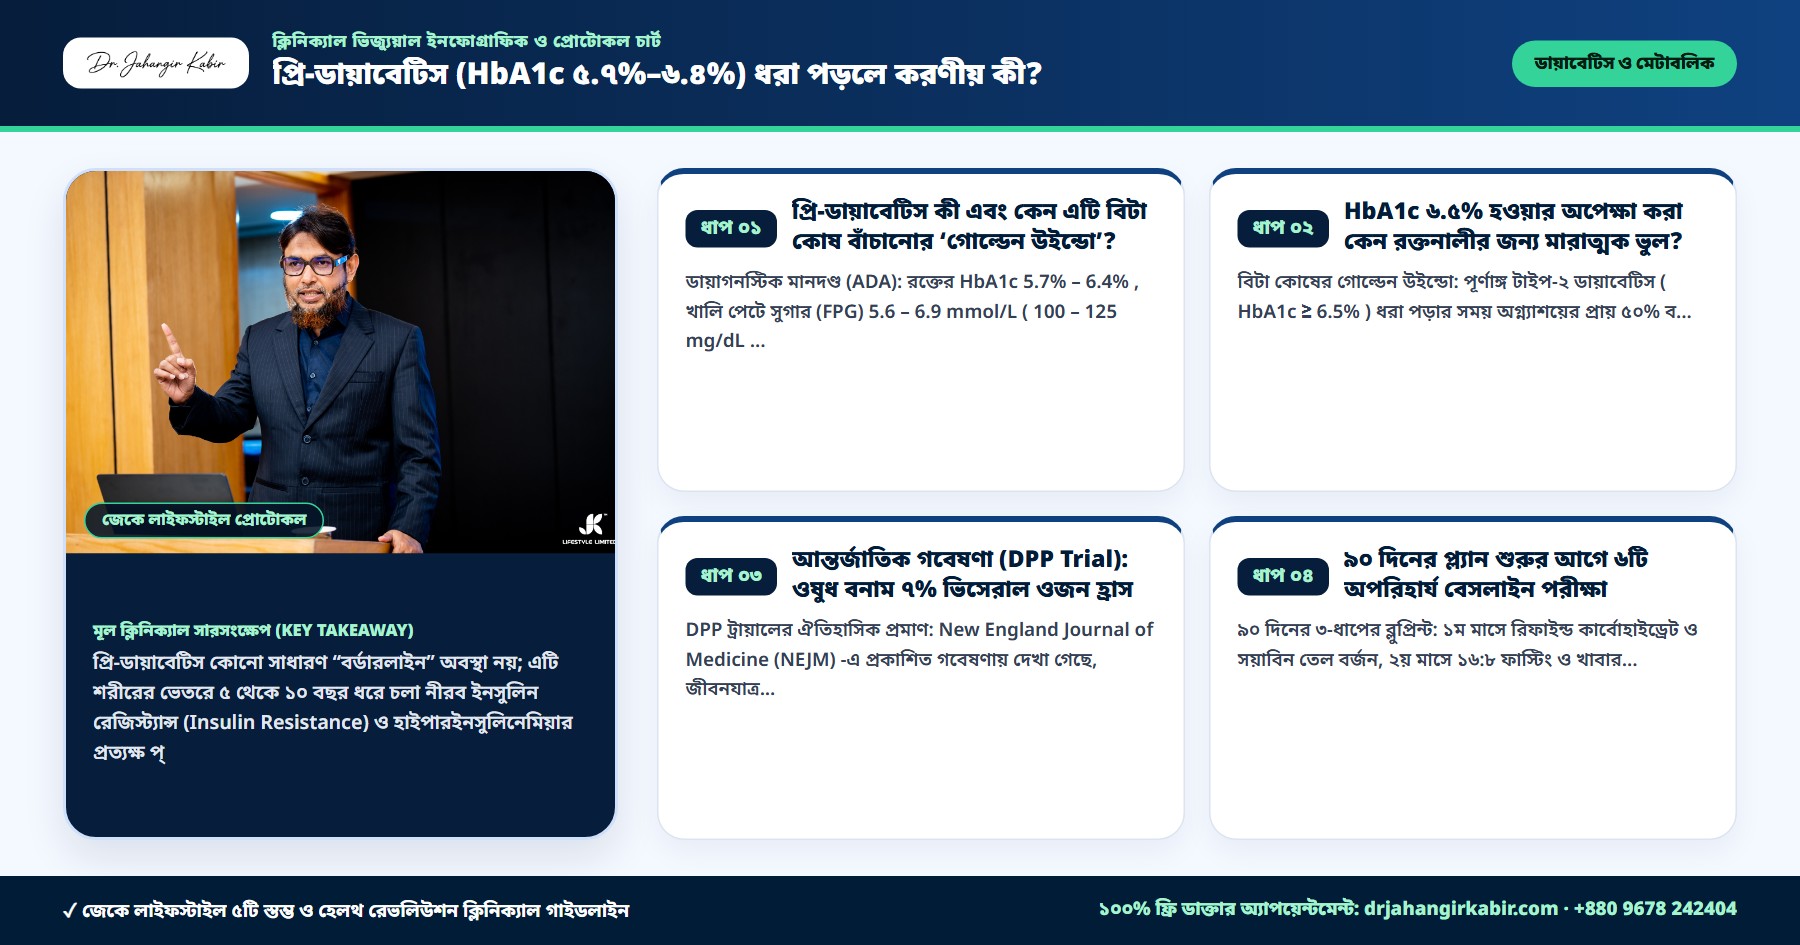 Dr. Jahangir Kabir
ক্লিনিক্যাল ভিজ্যুয়াল ইনফোগ্রাফিক ও প্রোটোকল চার্ট
প্রি-ডায়াবেটিস (HbA1c ৫.৭%–৬.৪%) ধরা পড়লে করণীয় কী?
ডায়াবেটিস ও মেটাবলিক
জেকে লাইফস্টাইল প্রোটোকল
JK
LIFESTYLE LIMITED
মূল ক্লিনিক্যাল সারসংক্ষেপ (KEY TAKEAWAY)
প্রি-ডায়াবেটিস কোনো সাধারণ “বর্ডারলাইন” অবস্থা নয়; এটি
শরীরের ভেতরে ৫ থেকে ১০ বছর ধরে চলা নীরব ইনসুলিন
রেজিস্ট্যান্স (Insulin Resistance) ও হাইপারইনসুলিনেমিয়ার
প্রত্যক্ষ প্
ধাপ ০১
প্রি-ডায়াবেটিস কী এবং কেন এটি বিটা
কোষ বাঁচানোর ‘গোল্ডেন উইন্ডো’?
ডায়াগনস্টিক মানদণ্ড (ADA): রক্তের HbA1c 5.7% – 6.4% ,
খালি পেটে সুগার (FPG) 5.6 – 6.9 mmol/L ( 100 – 125
mg/dL ...
ধাপ ০২
HbA1c ৬.৫% হওয়ার অপেক্ষা করা
কেন রক্তনালীর জন্য মারাত্মক ভুল?
বিটা কোষের গোল্ডেন উইন্ডো: পূর্ণাঙ্গ টাইপ-২ ডায়াবেটিস (
HbA1c ≥ 6.5% ) ধরা পড়ার সময় অগ্ন্যাশয়ের প্রায় ৫০% ব...
ধাপ ০৩
আন্তর্জাতিক গবেষণা (DPP Trial):
ওষুধ বনাম ৭% ভিসেরাল ওজন হ্রাস
DPP ট্রায়ালের ঐতিহাসিক প্রমাণ: New England Journal of
Medicine (NEJM) -এ প্রকাশিত গবেষণায় দেখা গেছে,
জীবনযাত্র...
ধাপ ০৪
৯০ দিনের প্ল্যান শুরুর আগে ৬টি
অপরিহার্য বেসলাইন পরীক্ষা
৯০ দিনের ৩-ধাপের ব্লুপ্রিন্ট: ১ম মাসে রিফাইন্ড কার্বোহাইড্রেট ও
সয়াবিন তেল বর্জন, ২য় মাসে ১৬:৮ ফাস্টিং ও খাবার...
✓ জেকে লাইফস্টাইল ৫টি স্তম্ভ ও হেলথ রেভলিউশন ক্লিনিক্যাল গাইডলাইন
১০০% ফ্রি ডাক্তার অ্যাপয়েন্টমেন্ট: drjahangirkabir.com · +880 9678 242404